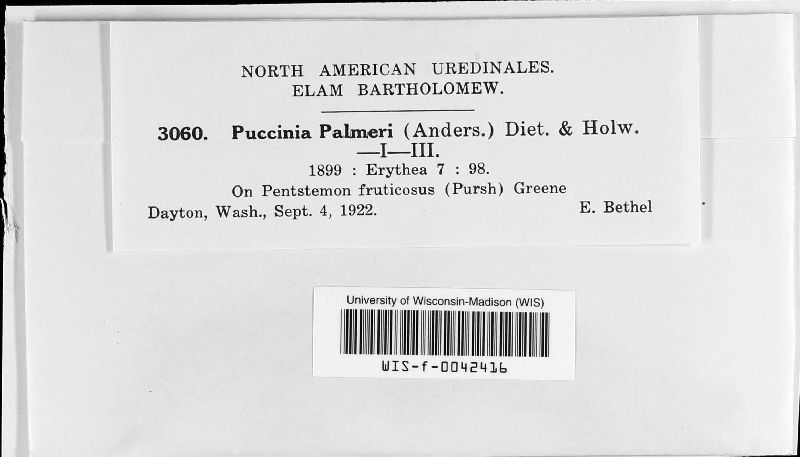 NORTH AMERICAN UREDINALES.
ELAM BARTHOLOMEW.
3060. Puccinia Palmeri (Anders.) Diet. & Holw.
—I—III.
1899 : Erythea 7 : 98.
On Pentstemon fruticosus (Pursh) Greene
Dayton, Wash., Sept. 4, 1922. E. Bethel
University of Wisconsin-Madison (WIS)
WIS-f-0042416